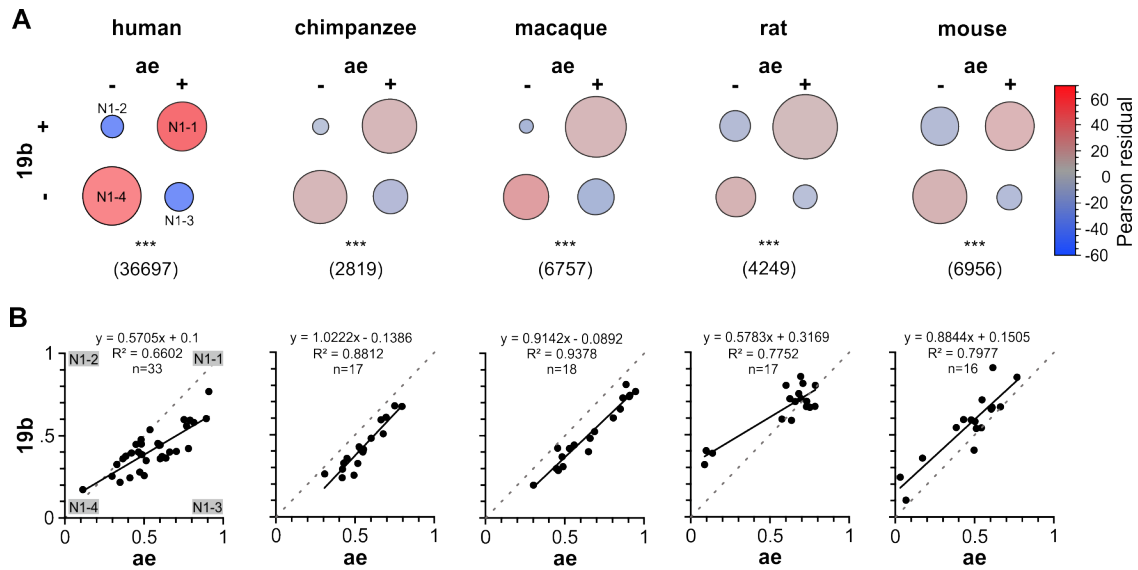 A
human chimpanzee macaque rat mouse
ae ae ae ae ae
- + - + - + - + - +
N1-2
+ N1-1
19b
- N1-4
N1-3
*** *** *** *** ***
(36697) (2819) (6757) (4249) (6956)
60
40
20
0
-20
-40
-60
Pearson residual
B
y = 0.5705x + 0.1 y = 1.0222x - 0.1386 y = 0.9142x - 0.0892 y = 0.5783x + 0.3169 y = 0.8844x + 0.1505
R² = 0.6602 R² = 0.8812 R² = 0.9378 R² = 0.7752 R² = 0.7977
n=33 n=17 n=18 n=17 n=16
1 N1-2 N1-1
19b
.5
0 N1-4 N1-3
0 0.5 1 0 0.5 1 0 0.5 1 0 0.5 1 0 0.5 1
ae ae ae ae ae